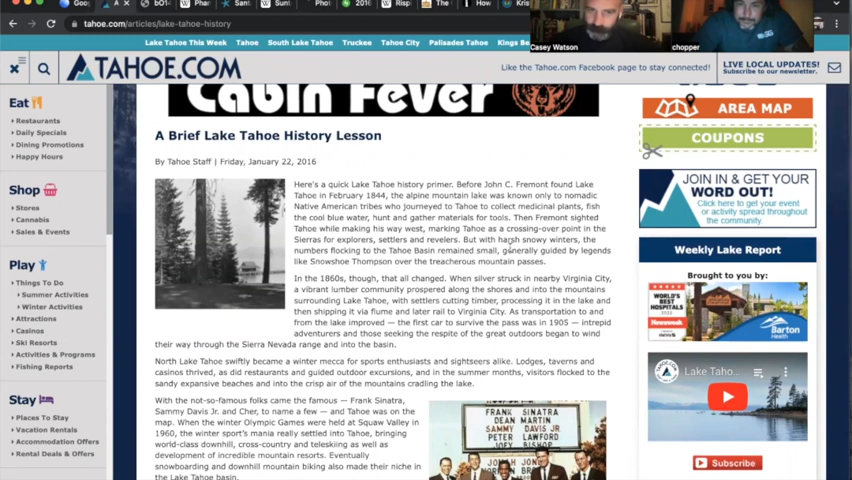 Goo
A
bO1
Phar
Sant
Sunt
Phot
2016
Risp
The
How
tahoe.com/articles/lake-tahoe-history
Casey Watson
chopper
Lake Tahoe This Week
Tahoe
South Lake Tahoe
Truckee
Tahoe City
Palisades Tahoe
Kings Be
TAHOE.COM
Like the Tahoe.com Facebook page to stay connected!
LIVE LOCAL UPDATES!
Subscribe to our newsletter.
Eat
Restaurants
Daily Specials
Dining Promotions
Happy Hours
Shop
Stores
Cannabis
Sales & Events
Play
Things To Do
Summer Activities
Winter Activities
Attractions
Casinos
Ski Resorts
Activities & Programs
Fishing Reports
Stay
Places To Stay
Vacation Rentals
Accommodation Offers
Rental Deals & Offers
Cabin Fever
A Brief Lake Tahoe History Lesson
By Tahoe Staff | Friday, January 22, 2016
Here's a quick Lake Tahoe history primer. Before John C. Fremont found Lake
Tahoe in February 1844, the alpine mountain lake was known only to nomadic
Native American tribes who journeyed to Tahoe to collect medicinal plants, fish
the cool blue water, hunt and gather materials for tools. Then Fremont sighted
Tahoe while making his way west, marking Tahoe as a crossing-over point in the
Sierras for explorers, settlers and revelers. But with harsh snowy winters, the
numbers flocking to the Tahoe Basin remained small, generally guided by legends
like Snowshoe Thompson over the treacherous mountain passes.
In the 1860s, though, that all changed. When silver struck in nearby Virginia City,
a vibrant lumber community prospered along the shores and into the mountains
surrounding Lake Tahoe, with settlers cutting timber, processing it in the lake and
then shipping it via flume and later rail to Virginia City. As transportation to and
from the lake improved — the first car to survive the pass was in 1905 — intrepid
adventurers and those seeking the respite of the great outdoors began to wind
their way through the Sierra Nevada range and into the basin.
North Lake Tahoe swiftly became a winter mecca for sports enthusiasts and sightseers alike. Lodges, taverns and
casinos thrived, as did restaurants and guided outdoor excursions, and in the summer months, visitors flocked to the
sandy expansive beaches and into the crisp air of the mountains cradling the lake.
With the not-so-famous folks came the famous — Frank Sinatra,
Sammy Davis Jr. and Cher, to name a few — and Tahoe was on the
map. When the winter Olympic Games were held at Squaw Valley in
1960, the winter sport's mania really settled into Tahoe, bringing
world-class downhill, cross-country and teleskiing as well as
development of incredible mountain resorts. Eventually
snowboarding and downhill mountain biking also made their niche in
the Lake Tahoe basin.
FRANK SINATRA
DEAN MARTIN
SAMMY DAVIS JR
PETER LAWFORD
JOEY BISHOP
AREA MAP
COUPONS
JOIN IN & GET YOUR
WORD OUT!
Click here to get your event
or activity spread throughout
the community.
Weekly Lake Report
Brought to you by:
WORLD'S
BEST
HOSPITALS
Newsweek
Barton
Health
Lake Taho...
Subscribe